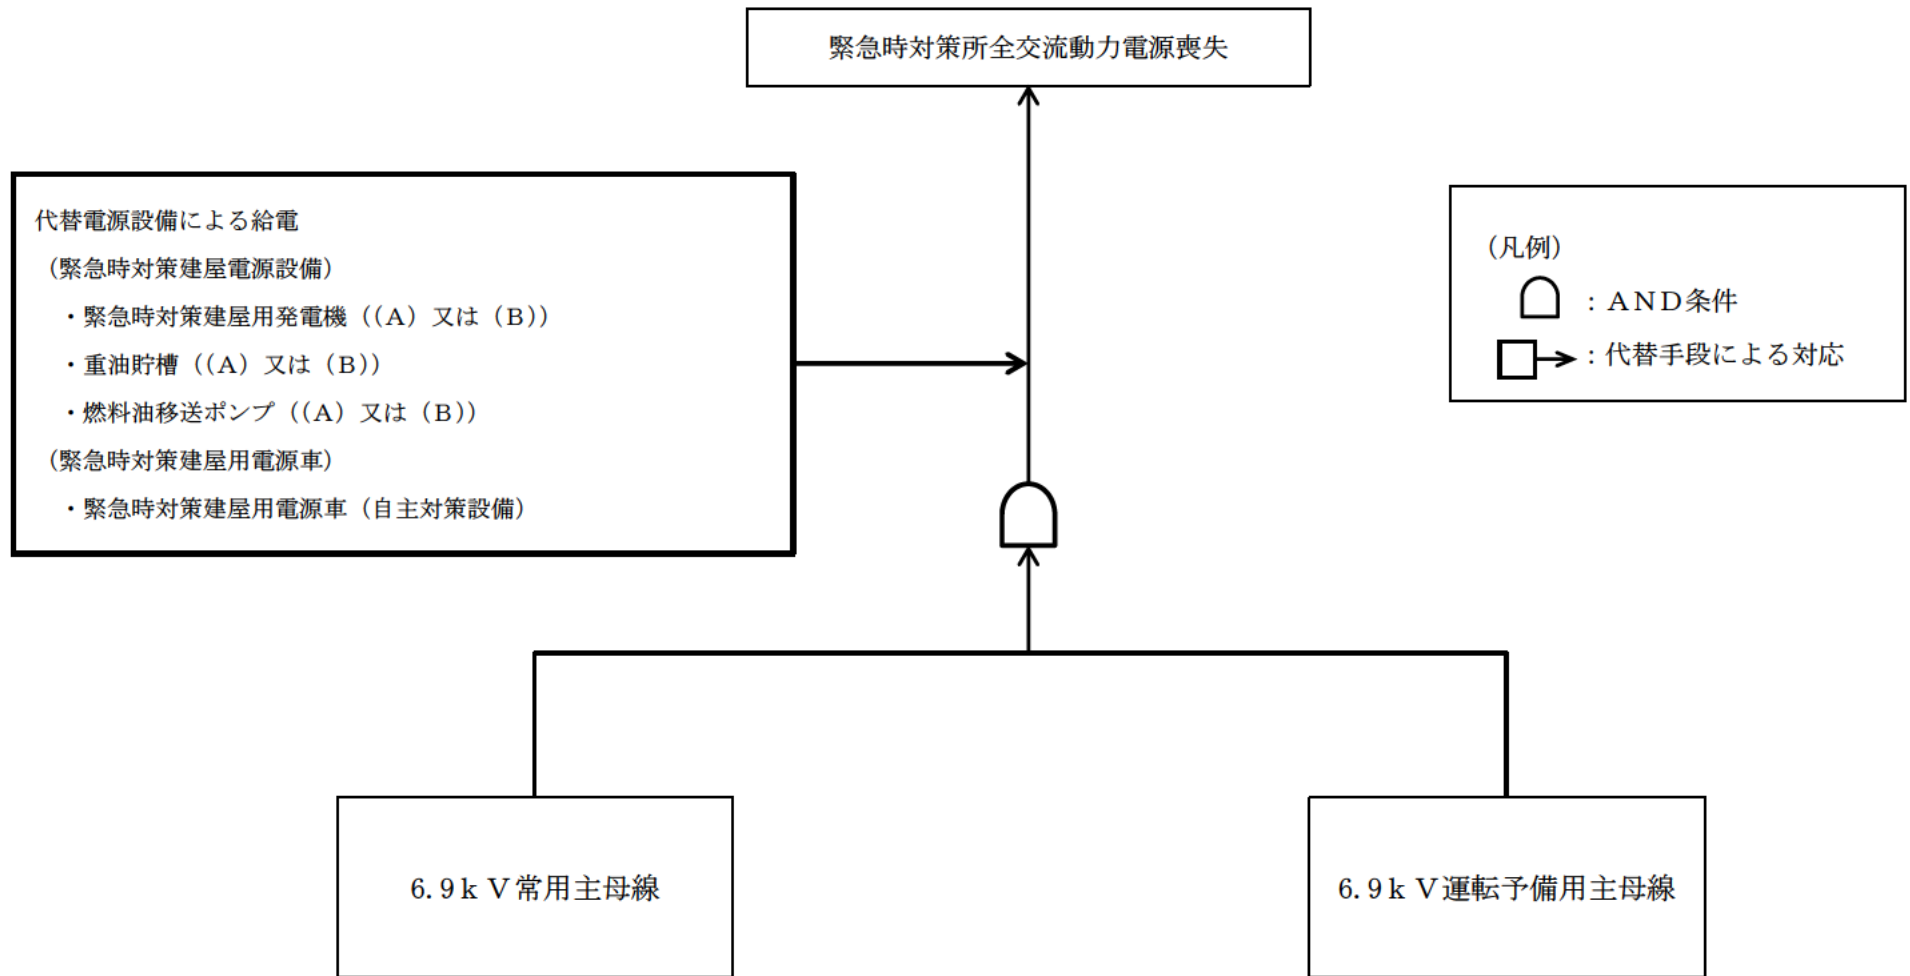 緊急時対策所全交流動力電源喪失
代替電源設備による給電
（緊急時対策建屋電源設備）
・緊急時対策建屋用発電機（（A）又は（B））
・重油貯槽（（A）又は（B））
・燃料油移送ポンプ（（A）又は（B））
（緊急時対策建屋用電源車）
・緊急時対策建屋用電源車（自主対策設備）
（凡例）
：AND条件
：代替手段による対応
6.9kV常用主母線
6.9kV運転予備用主母線